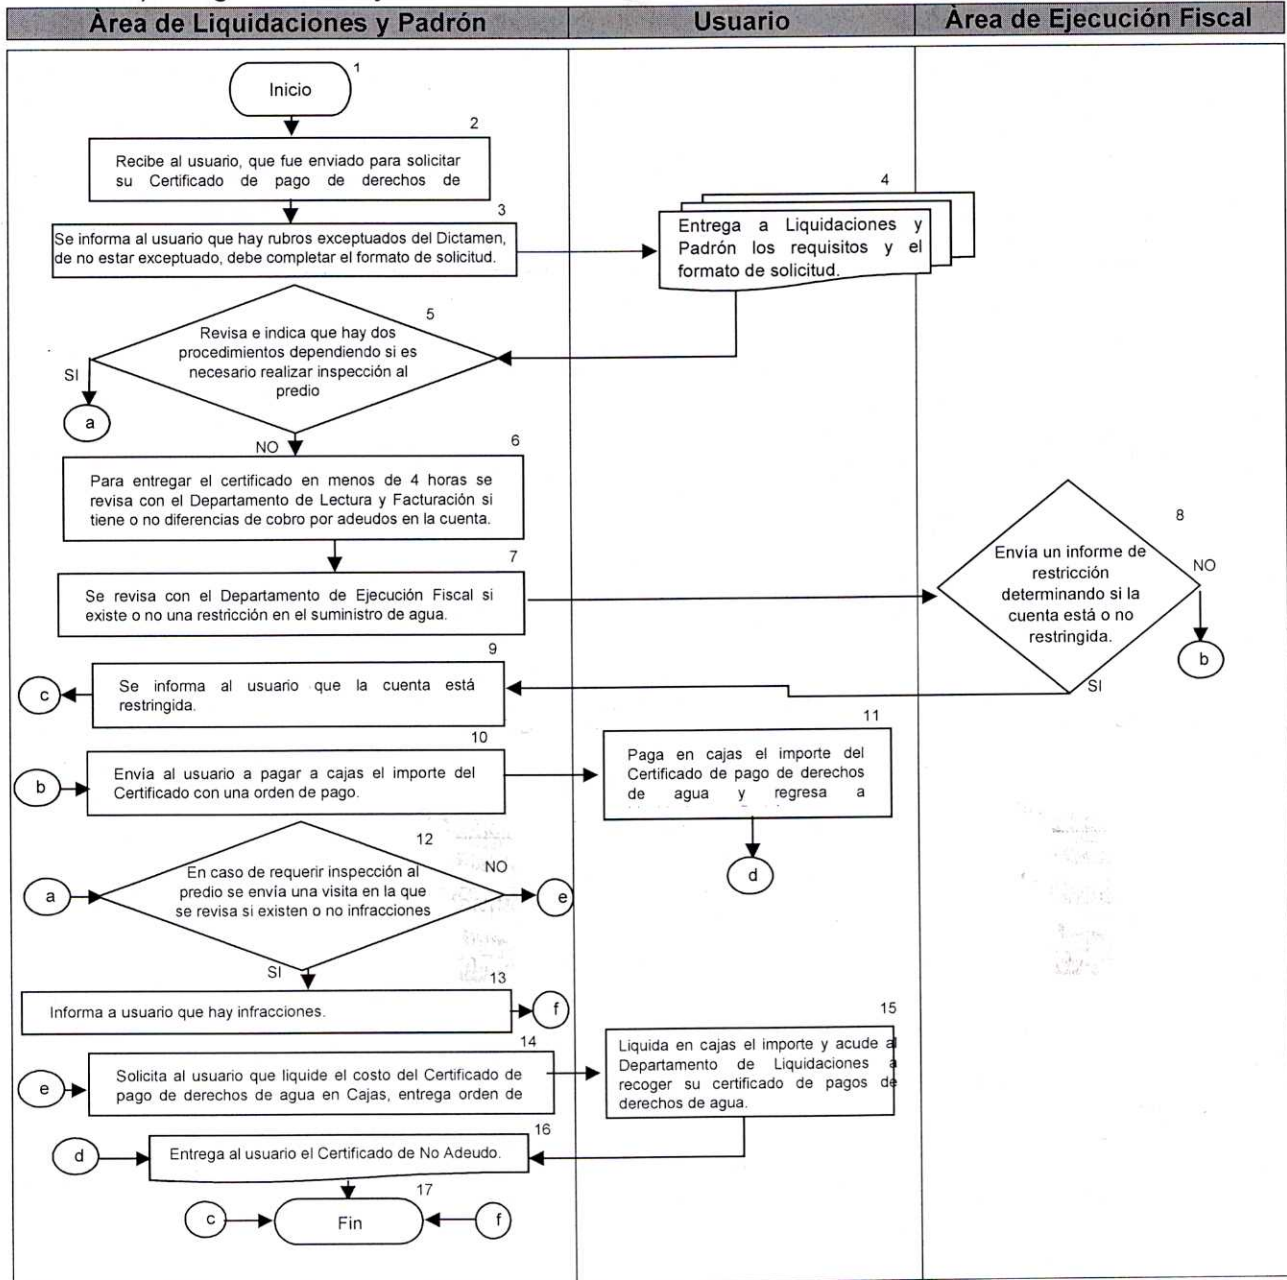 Àrea de Liquidaciones y Padrón
Usuario
Àrea de Ejecución Fiscal
1
Inicio
2
Recibe al usuario, que fue enviado para solicitar
su Certificado de pago de derechos de
3
Se informa al usuario que hay rubros exceptuados del Dictamen,
de no estar exceptuado, debe completar el formato de solicitud.
4
Entrega a Liquidaciones y
Padrón los requisitos y el
formato de solicitud.
5
Revisa e indica que hay dos
procedimientos dependiendo si es
necesario realizar inspección al
predio
SI
a
NO
6
Para entregar el certificado en menos de 4 horas se
revisa con el Departamento de Lectura y Facturación si
tiene o no diferencias de cobro por adeudos en la cuenta.
7
Se revisa con el Departamento de Ejecución Fiscal si
existe o no una restricción en el suministro de agua.
8
Envía un informe de
restricción
determinando si la
cuenta está o no
restringida.
NO
b
SI
9
c
Se informa al usuario que la cuenta está
restringida.
10
b
Envía al usuario a pagar a cajas el importe del
Certificado con una orden de pago.
11
Paga en cajas el importe del
Certificado de pago de derechos
de agua y regresa a
d
12
a
En caso de requerir inspección al
predio se envía una visita en la que
se revisa si existen o no infracciones
NO
e
SI
13
Informa a usuario que hay infracciones.
f
14
e
Solicita al usuario que liquide el costo del Certificado de
pago de derechos de agua en Cajas, entrega orden de
15
Liquida en cajas el importe y acude al
Departamento de Liquidaciones a
recoger su certificado de pagos de
derechos de agua.
16
d
Entrega al usuario el Certificado de No Adeudo.
17
c
Fin
f